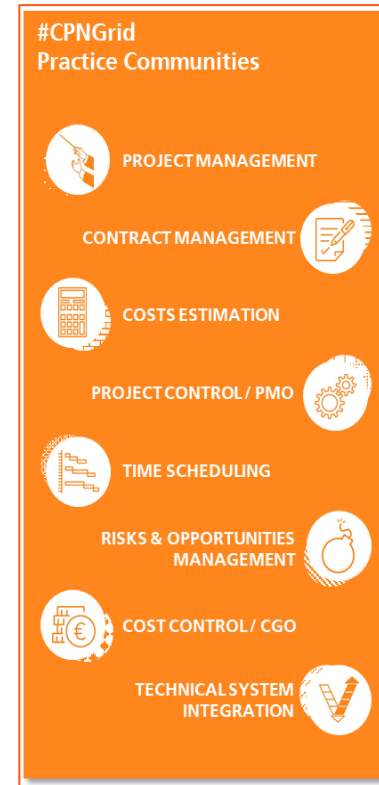 #CPNGrid
Practice Communities
PROJECT MANAGEMENT
CONTRACT MANAGEMENT
COSTS ESTIMATION
PROJECT CONTROL / PMO
TIME SCHEDULING
RISKS & OPPORTUNITIES
MANAGEMENT
€
COST CONTROL / CGO
TECHNICAL SYSTEM
INTEGRATION